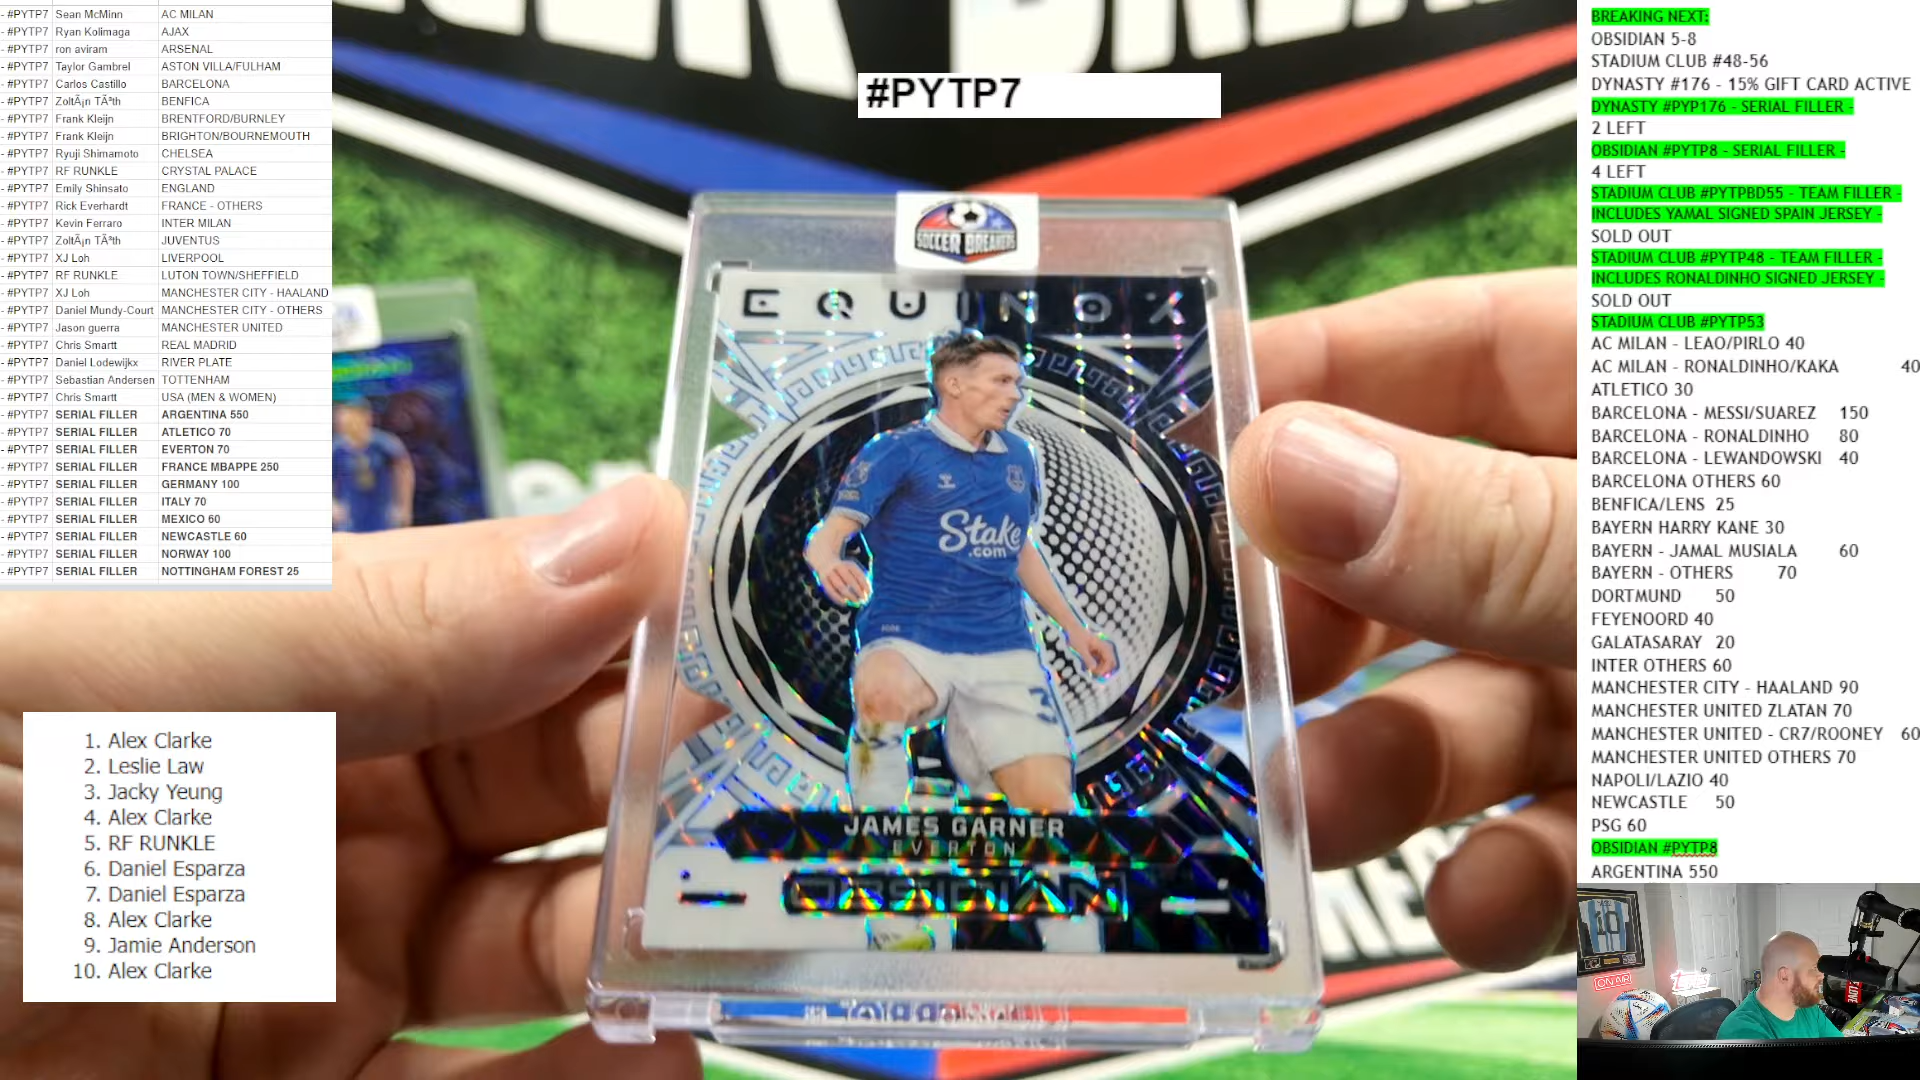 - #PYTP7 Sean McMinn AC MILAN
- #PYTP7 Ryan Kolimaga AJAX
- #PYTP7 ron aviram ARSENAL
- #PYTP7 Taylor Gambrel ASTON VILLA/FULHAM
- #PYTP7 Carlos Castillo BARCELONA
- #PYTP7 ZoltÃ¡n TÃ³th BENFICA
- #PYTP7 Frank Kleijn BRENTFORD/BURNLEY
- #PYTP7 Frank Kleijn BRIGHTON/BOURNEMOUTH
- #PYTP7 Ryuji Shimamoto CHELSEA
- #PYTP7 RF RUNKLE CRYSTAL PALACE
- #PYTP7 Emily Shinsato ENGLAND
- #PYTP7 Rick Everhardt FRANCE - OTHERS
- #PYTP7 Kevin Ferraro INTER MILAN
- #PYTP7 ZoltÃ¡n TÃ³th JUVENTUS
- #PYTP7 XJ Loh LIVERPOOL
- #PYTP7 RF RUNKLE LUTON TOWN/SHEFFIELD
- #PYTP7 XJ Loh MANCHESTER CITY - HAALAND
- #PYTP7 Daniel Mundy-Court MANCHESTER CITY - OTHERS
- #PYTP7 Jason guerra MANCHESTER UNITED
- #PYTP7 Chris Smartt REAL MADRID
- #PYTP7 Daniel Lodewijkx RIVER PLATE
- #PYTP7 Sebastian Andersen TOTTENHAM
- #PYTP7 Chris Smartt USA (MEN & WOMEN)
- #PYTP7 SERIAL FILLER ARGENTINA 550
- #PYTP7 SERIAL FILLER ATLETICO 70
- #PYTP7 SERIAL FILLER EVERTON 70
- #PYTP7 SERIAL FILLER FRANCE MBAPPE 250
- #PYTP7 SERIAL FILLER GERMANY 100
- #PYTP7 SERIAL FILLER ITALY 70
- #PYTP7 SERIAL FILLER MEXICO 60
- #PYTP7 SERIAL FILLER NEWCASTLE 60
- #PYTP7 SERIAL FILLER NORWAY 100
- #PYTP7 SERIAL FILLER NOTTINGHAM FOREST 25
1. Alex Clarke
2. Leslie Law
3. Jacky Yeung
4. Alex Clarke
5. RF RUNKLE
6. Daniel Esparza
7. Daniel Esparza
8. Alex Clarke
9. Jamie Anderson
10. Alex Clarke
#PYTP7
SOCCER BREAKERS
EQUINOX
Stake
.com
3
JAMES GARNER
EVERTON
OBSIDIAN
BREAKING NEXT:
OBSIDIAN 5-8
STADIUM CLUB #48-56
DYNASTY #176 - 15% GIFT CARD ACTIVE
DYNASTY #PYP176 - SERIAL FILLER -
2 LEFT
OBSIDIAN #PYTP8 - SERIAL FILLER -
4 LEFT
STADIUM CLUB #PYTPBD55 - TEAM FILLER -
INCLUDES YAMAL SIGNED SPAIN JERSEY -
SOLD OUT
STADIUM CLUB #PYTP48 - TEAM FILLER -
INCLUDES RONALDINHO SIGNED JERSEY -
SOLD OUT
STADIUM CLUB #PYTP53
AC MILAN - LEAO/PIRLO 40
AC MILAN - RONALDINHO/KAKA 40
ATLETICO 30
BARCELONA - MESSI/SUAREZ 150
BARCELONA - RONALDINHO 80
BARCELONA - LEWANDOWSKI 40
BARCELONA OTHERS 60
BENFICA/LENS 25
BAYERN HARRY KANE 30
BAYERN - JAMAL MUSIALA 60
BAYERN - OTHERS 70
DORTMUND 50
FEYENOORD 40
GALATASARAY 20
INTER OTHERS 60
MANCHESTER CITY - HAALAND 90
MANCHESTER UNITED ZLATAN 70
MANCHESTER UNITED - CR7/ROONEY 60
MANCHESTER UNITED OTHERS 70
NAPOLI/LAZIO 40
NEWCASTLE 50
PSG 60
OBSIDIAN #PYTP8
ARGENTINA 550
10
ON AIR